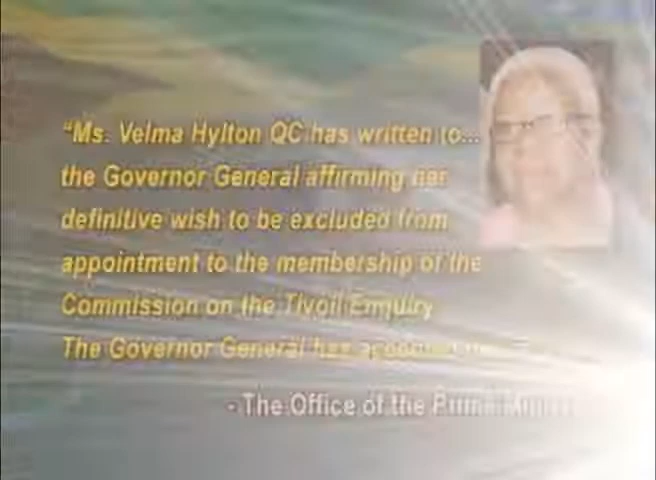 “Ms. Velma Hylton QC has written to...
the Governor General affirming her
definitive wish to be excluded from
appointment to the membership of the
Commission on the Tivoli Enquiry
The Governor General has
- The Office of the Prime